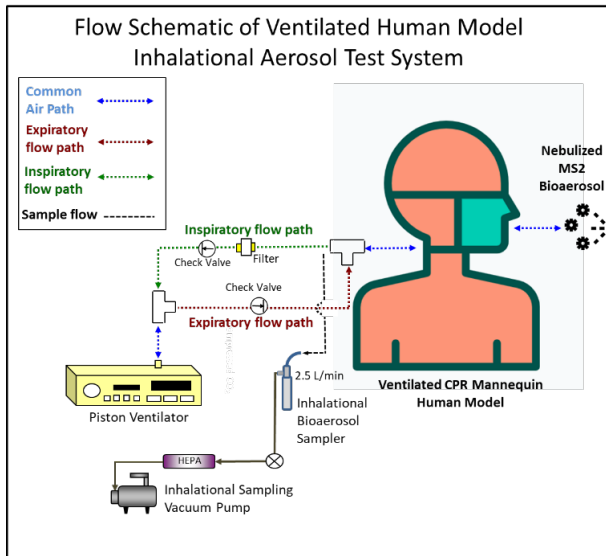 Flow Schematic of Ventilated Human Model
Inhalational Aerosol Test System
Common
Air Path
Expiratory
flow path
Inspiratory
flow path
Sample flow
Nebulized
MS2
Bioaerosol
Inspiratory flow path
Check Valve
Filter
Check Valve
Expiratory flow path
2.5 L/min
Piston Ventilator
Inhalational
Bioaerosol
Sampler
Ventilated CPR Mannequin
Human Model
HEPA
Inhalational Sampling
Vacuum Pump